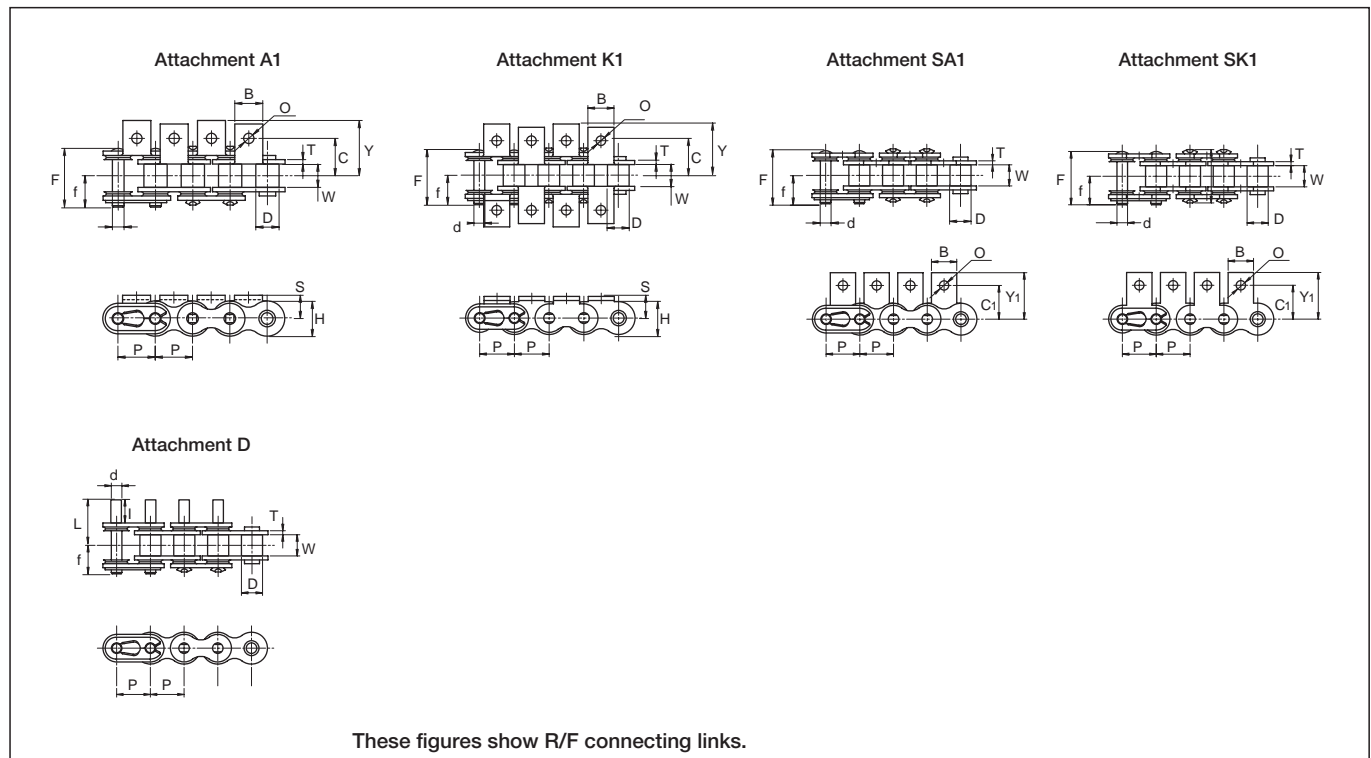 Attachment A1
Attachment K1
Attachment SA1
Attachment SK1
B
O
T
C
Y
F
f
W
D
S
H
P
P
B
O
T
C
Y
F
f
W
d
D
S
H
P
P
T
F
f
W
d
D
B
O
C1
Y1
P
P
T
F
f
W
d
D
B
O
C1
Y1
P
P
Attachment D
d
L
l
T
f
W
D
P
P
These figures show R/F connecting links.